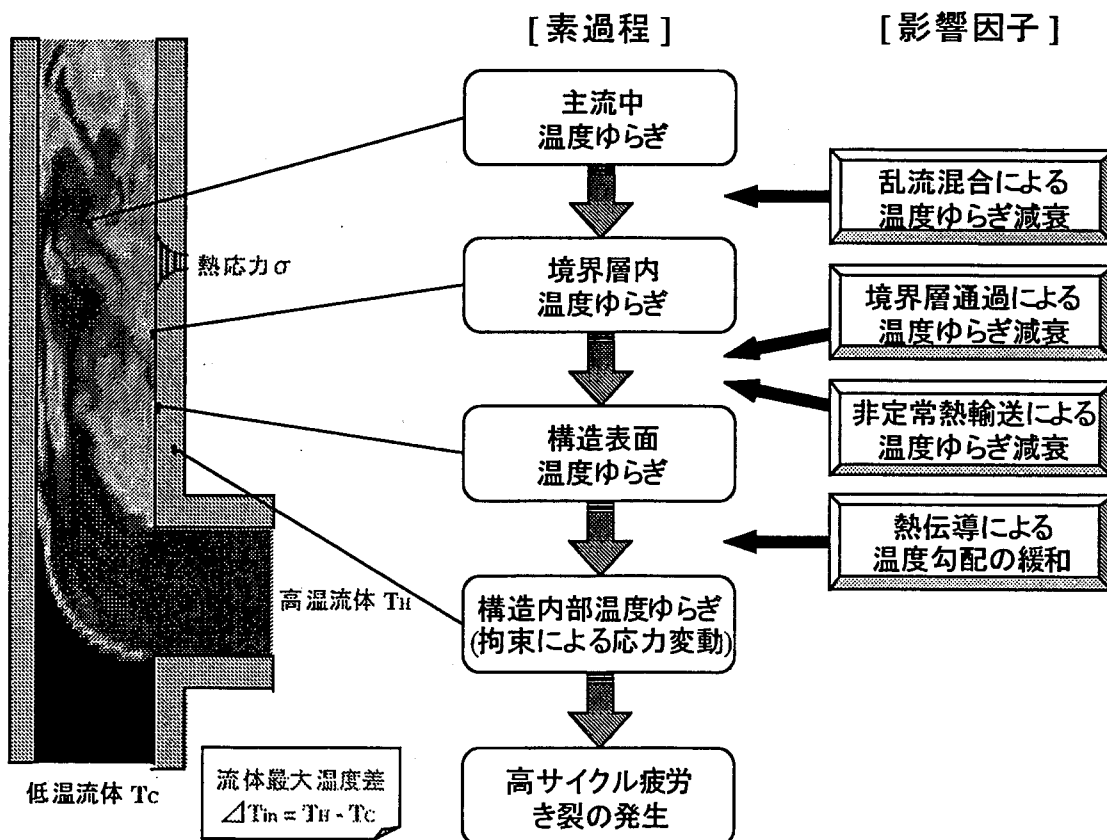 [素過程]
[影響因子]
主流中
温度ゆらぎ
乱流混合による
温度ゆらぎ減衰
熱応力σ
境界層内
温度ゆらぎ
境界層通過による
温度ゆらぎ減衰
非定常熱輸送による
温度ゆらぎ減衰
構造表面
温度ゆらぎ
熱伝導による
温度勾配の緩和
高温流体 TH
構造内部温度ゆらぎ
(拘束による応力変動)
低温流体 TC
流体最大温度差
⊿Tin = TH - TC
高サイクル疲労
き裂の発生